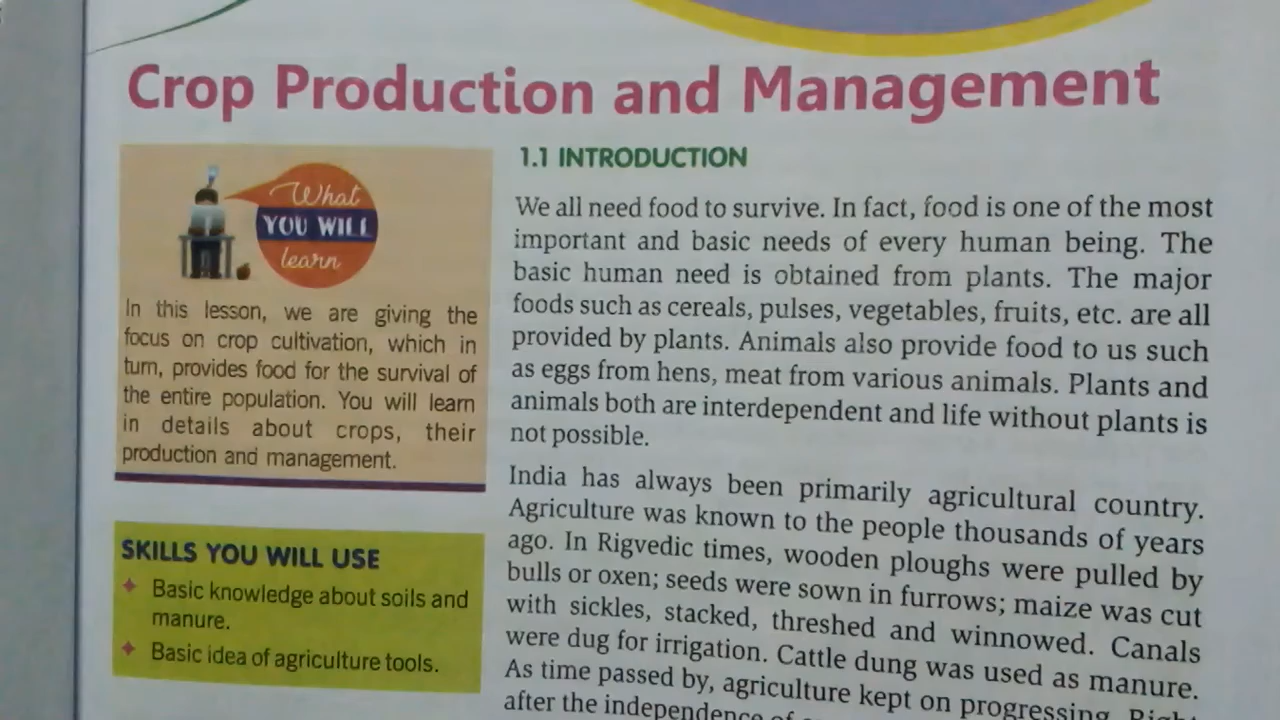 Crop Production and Management
What
YOU WILL
learn
In this lesson, we are giving the
focus on crop cultivation, which in
turn, provides food for the survival of
the entire population. You will learn
in details about crops, their
production and management.
SKILLS YOU WILL USE
Basic knowledge about soils and
manure.
Basic idea of agriculture tools.
1.1 INTRODUCTION
We all need food to survive. In fact, food is one of the most
important and basic needs of every human being. The
basic human need is obtained from plants. The major
foods such as cereals, pulses, vegetables, fruits, etc. are all
provided by plants. Animals also provide food to us such
as eggs from hens, meat from various animals. Plants and
animals both are interdependent and life without plants is
not possible.
India has always been primarily agricultural country.
Agriculture was known to the people thousands of years
ago. In Rigvedic times, wooden ploughs were pulled by
bulls or oxen; seeds were sown in furrows; maize was cut
with sickles, stacked, threshed and winnowed. Canals
were dug for irrigation. Cattle dung was used as manure.
As time passed by, agriculture kept on progressing. Right
after the independence of